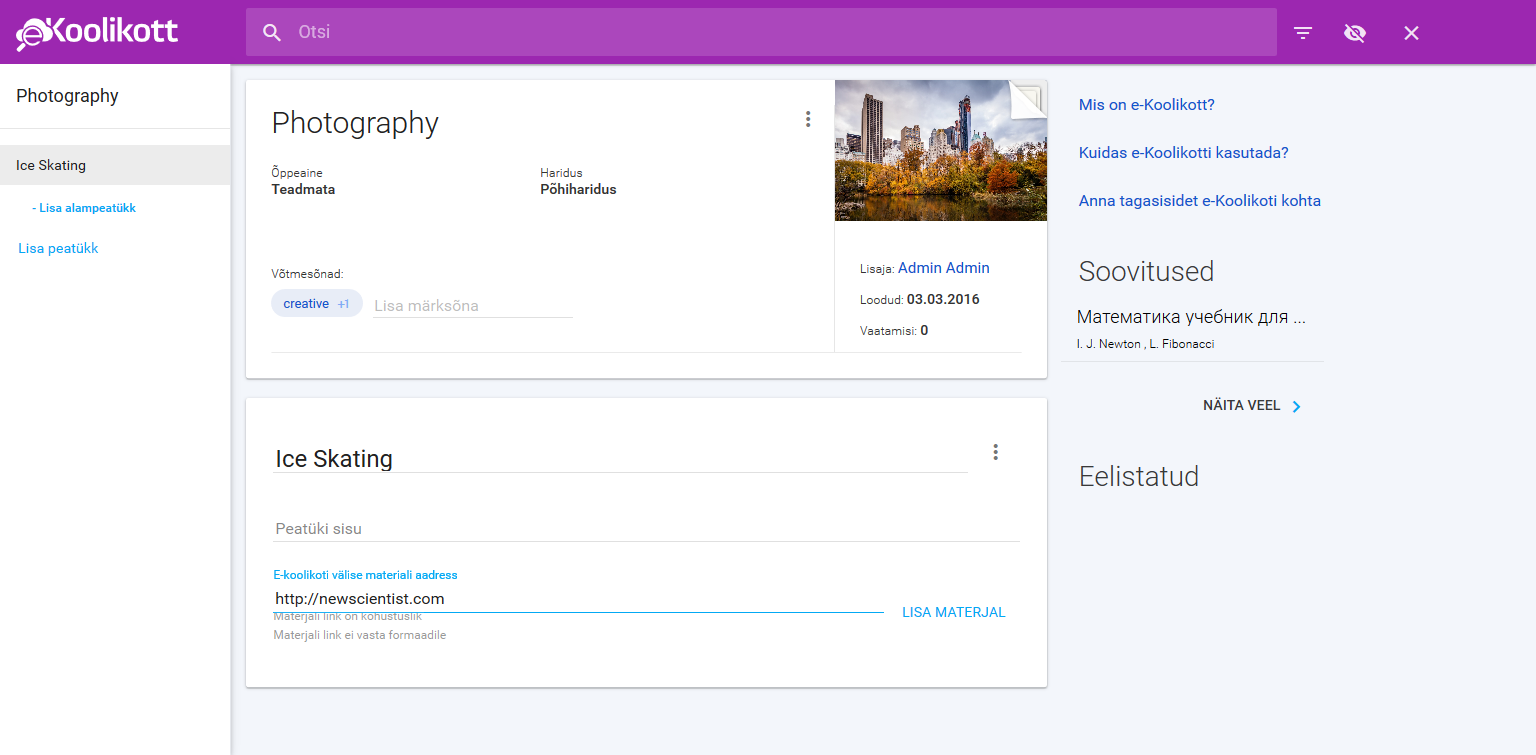 eKoolikott
Otsi
Photography
Ice Skating
- Lisa alampeatükk
Lisa peatükk
Photography
Õppeaine
Teadmata
Haridus
Põhiharidus
Võtmesõnad:
creative +1
Lisa märksõna
Lisaja: Admin Admin
Loodud: 03.03.2016
Vaatamisi: 0
Ice Skating
Peatüki sisu
E-koolikoti välise materiali aadress
http://newscientist.com
LISA MATERJAL
Materjali link on kohustuslik
Materjali link ei vasta formaadile
Mis on e-Koolikott?
Kuidas e-Koolikotti kasutada?
Anna tagasisidet e-Koolikoti kohta
Soovitused
Математика учебник для ...
I. J. Newton , L. Fibonacci
NÄITA VEEL
Eelistatud